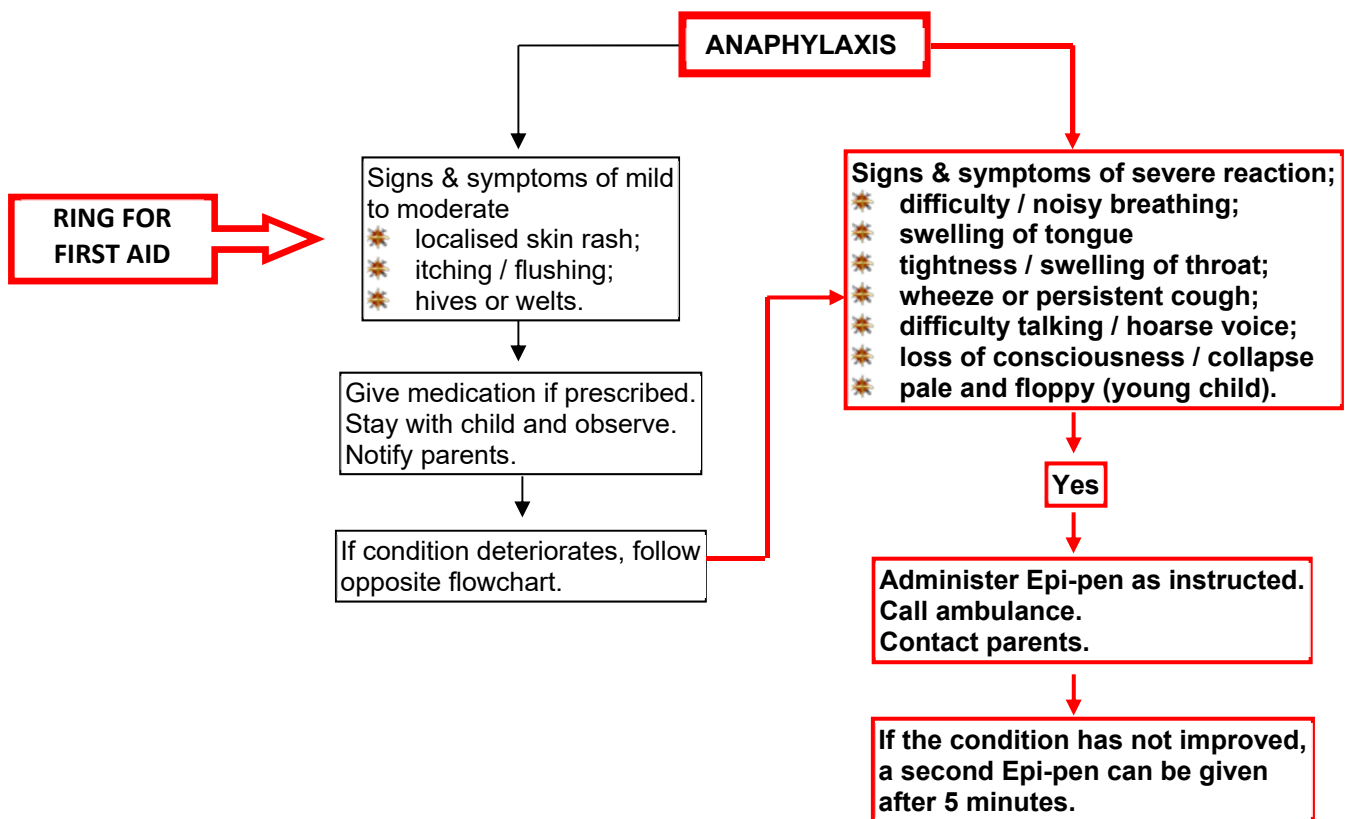 ANAPHYLAXIS
RING FOR
FIRST AID
Signs & symptoms of mild
to moderate
localised skin rash;
itching / flushing;
hives or welts.
Give medication if prescribed.
Stay with child and observe.
Notify parents.
If condition deteriorates, follow
opposite flowchart.
Signs & symptoms of severe reaction;
difficulty / noisy breathing;
swelling of tongue
tightness / swelling of throat;
wheeze or persistent cough;
difficulty talking / hoarse voice;
loss of consciousness / collapse
pale and floppy (young child).
Yes
Administer Epi-pen as instructed.
Call ambulance.
Contact parents.
If the condition has not improved,
a second Epi-pen can be given
after 5 minutes.